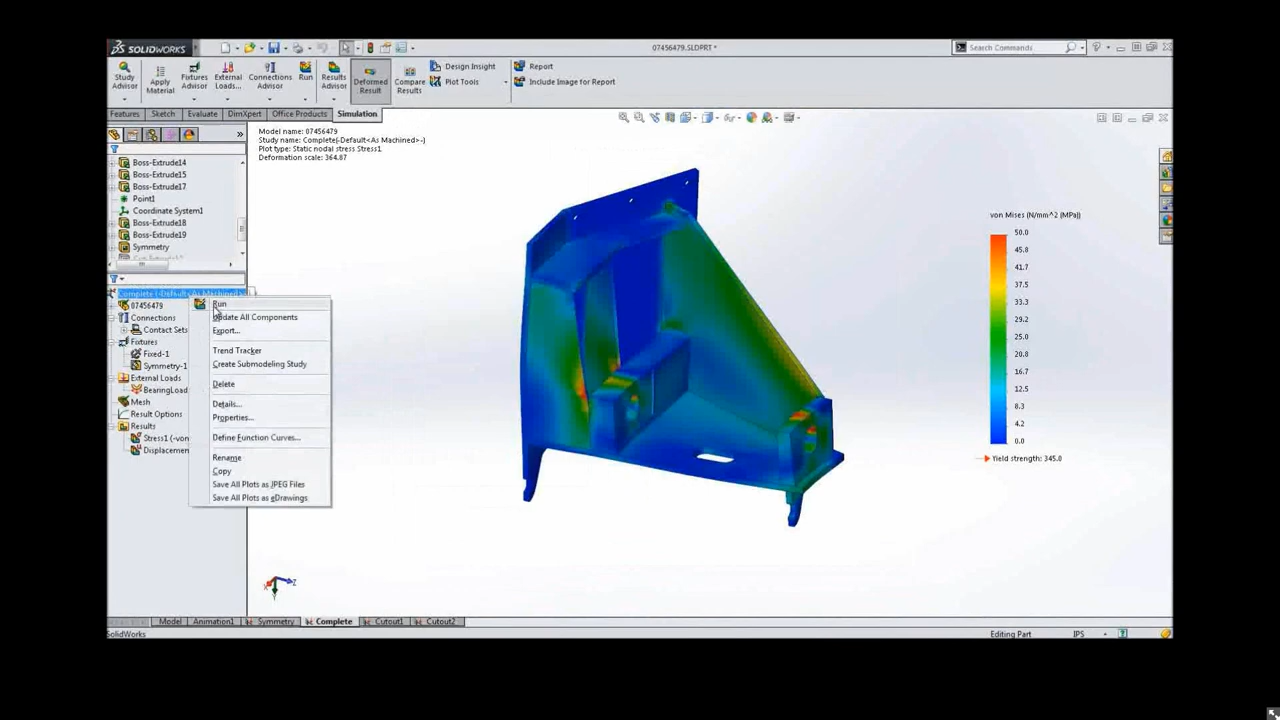 SOLIDWORKS
07456479.SLDPRT *
Search Commands
Study Advisor
Apply Material
Fixtures Advisor
External Loads...
Connections Advisor
Run
Results Advisor
Deformed Result
Compare Results
Design Insight
Plot Tools
Report
Include Image for Report
Features
Sketch
Evaluate
DimXpert
Office Products
Simulation
Model name: 07456479
Study name: Complete(-Default<As Machined>-)
Plot type: Static nodal stress Stress1
Deformation scale: 364.87
Boss-Extrude14
Boss-Extrude15
Boss-Extrude17
Point1
Coordinate System1
Boss-Extrude18
Boss-Extrude19
Symmetry
Complete (-Default<As Machined>
07456479
Connections
Contact Sets
Fixtures
Fixed-1
Symmetry-1
External Loads
BearingLoad
Mesh
Result Options
Results
Stress1 (-von
Displacemen
Run
Update All Components
Export...
Trend Tracker
Create Submodeling Study
Delete
Details...
Properties...
Define Function Curves...
Rename
Copy
Save All Plots as JPEG Files
Save All Plots as eDrawings
von Mises (N/mm^2 (MPa))
50.0
45.8
41.7
37.5
33.3
29.2
25.0
20.8
16.7
12.5
8.3
4.2
0.0
Yield strength: 345.0
X
Y
Z
Model
Animation1
Symmetry
Complete
Cutout1
Cutout2
SolidWorks
Editing Part
IPS